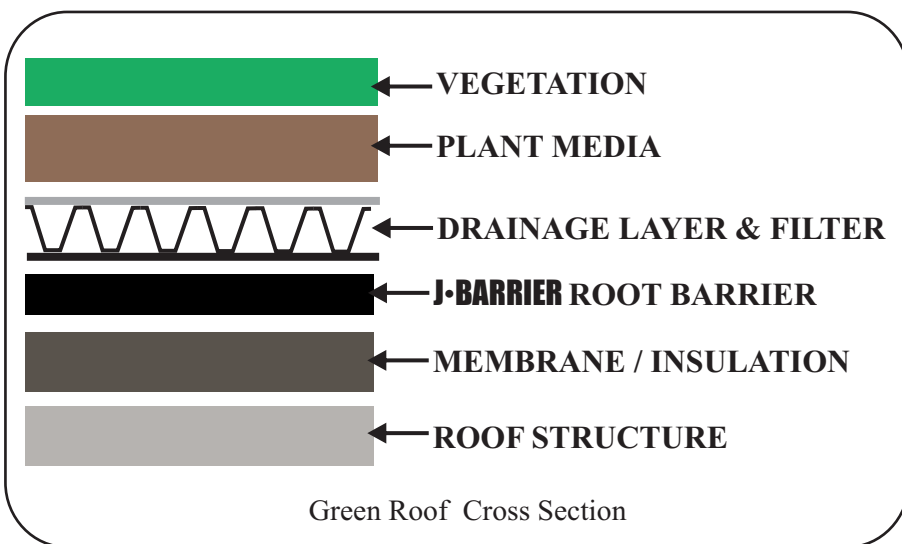 VEGETATION
PLANT MEDIA
DRAINAGE LAYER & FILTER
J·BARRIER ROOT BARRIER
MEMBRANE / INSULATION
ROOF STRUCTURE
Green Roof Cross Section